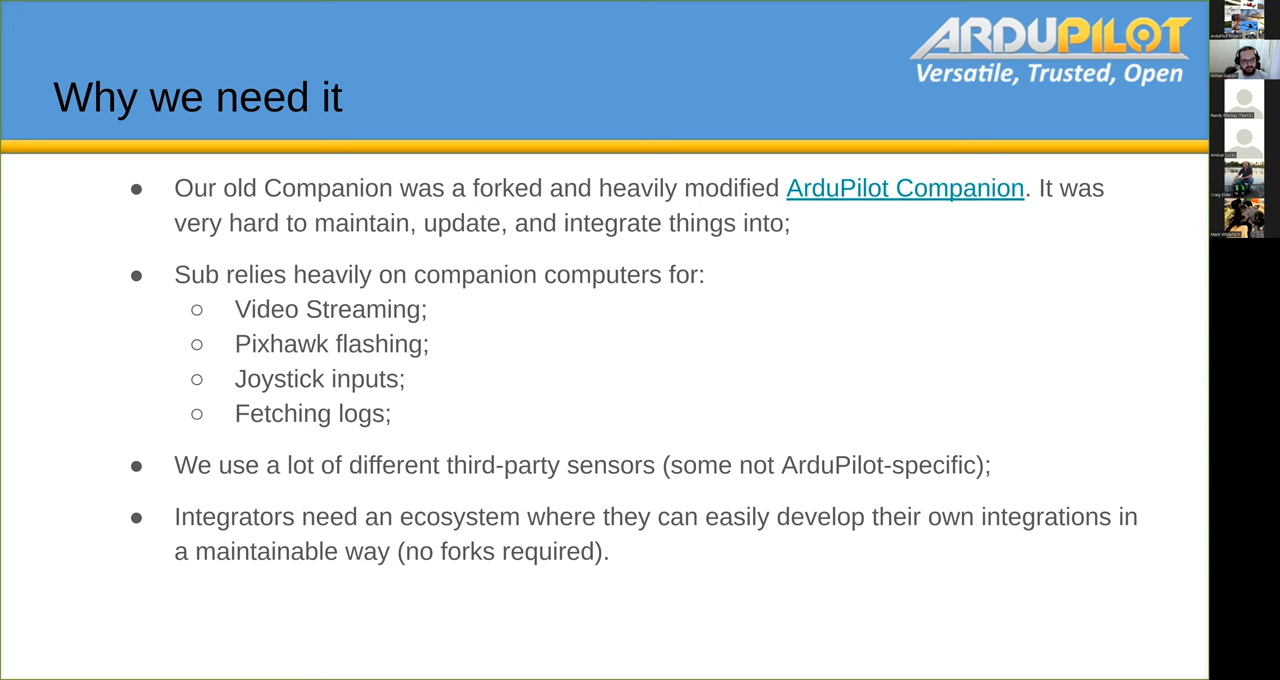 ARDUPILOT
Versatile, Trusted, Open
Why we need it
● Our old Companion was a forked and heavily modified ArduPilot Companion. It was
very hard to maintain, update, and integrate things into;
● Sub relies heavily on companion computers for:
○ Video Streaming;
○ Pixhawk flashing;
○ Joystick inputs;
○ Fetching logs;
● We use a lot of different third-party sensors (some not ArduPilot-specific);
● Integrators need an ecosystem where they can easily develop their own integrations in
a maintainable way (no forks required).